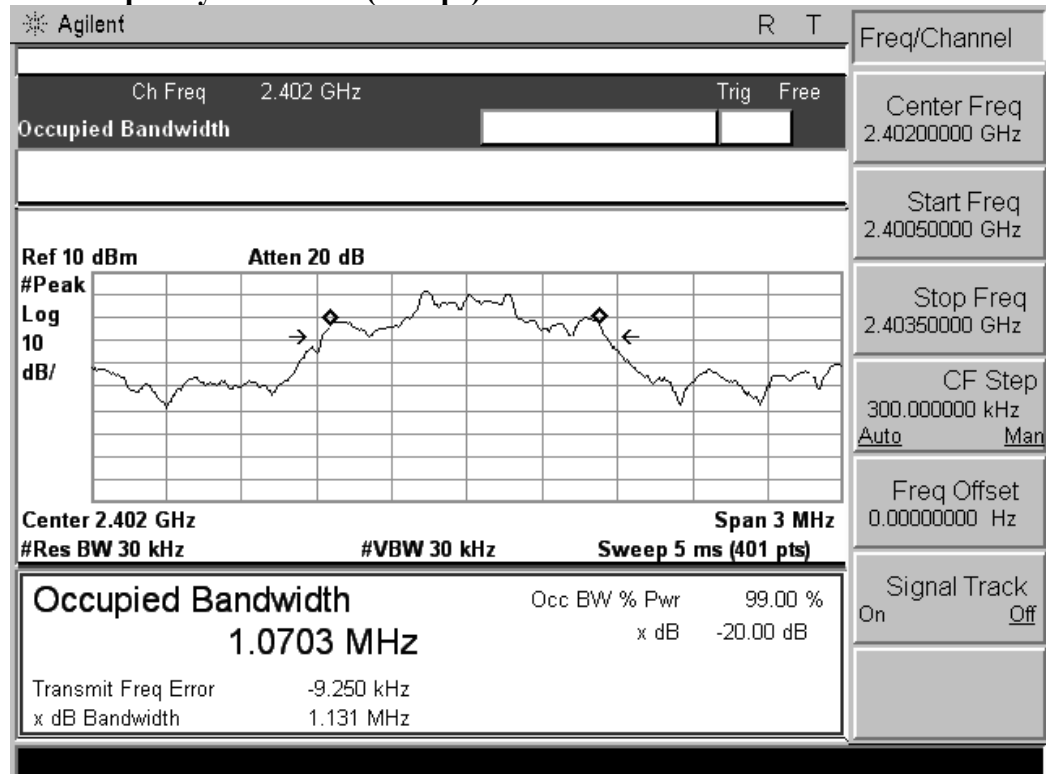 Agilent R T
Ch Freq 2.402 GHz Trig Free
Occupied Bandwidth
Ref 10 dBm Atten 20 dB
#Peak
Log
10
dB/
Center 2.402 GHz Span 3 MHz
#Res BW 30 kHz #VBW 30 kHz Sweep 5 ms (401 pts)
Occupied Bandwidth
1.0703 MHz
Occ BW % Pwr 99.00 %
x dB -20.00 dB
Transmit Freq Error -9.250 kHz
x dB Bandwidth 1.131 MHz
Freq/Channel
Center Freq
2.40200000 GHz
Start Freq
2.40050000 GHz
Stop Freq
2.40350000 GHz
CF Step
300.000000 kHz
Auto Man
Freq Offset
0.00000000 Hz
Signal Track
On Off